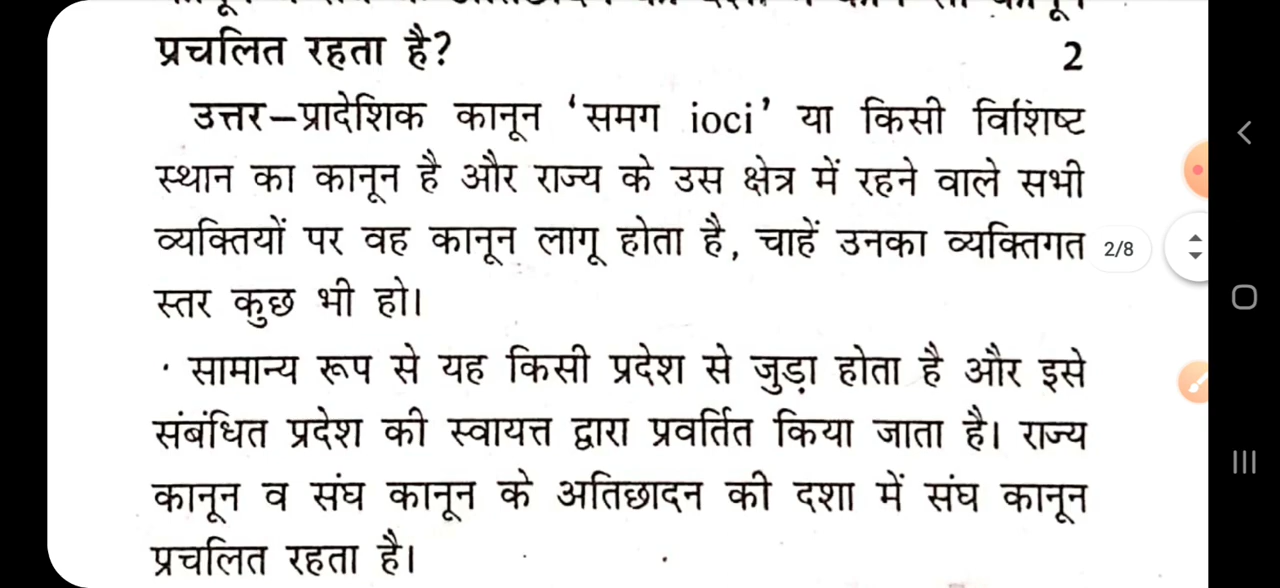 प्रचलित रहता है? 2
उत्तर–प्रादेशिक कानून ‘समग ioci’ या किसी विशिष्ट
स्थान का कानून है और राज्य के उस क्षेत्र में रहने वाले सभी
व्यक्तियों पर वह कानून लागू होता है, चाहें उनका व्यक्तिगत
स्तर कुछ भी हो।
सामान्य रूप से यह किसी प्रदेश से जुड़ा होता है और इसे
संबंधित प्रदेश की स्वायत्त द्वारा प्रवर्तित किया जाता है। राज्य
कानून व संघ कानून के अतिछादन की दशा में संघ कानून
प्रचलित रहता है।
2/8